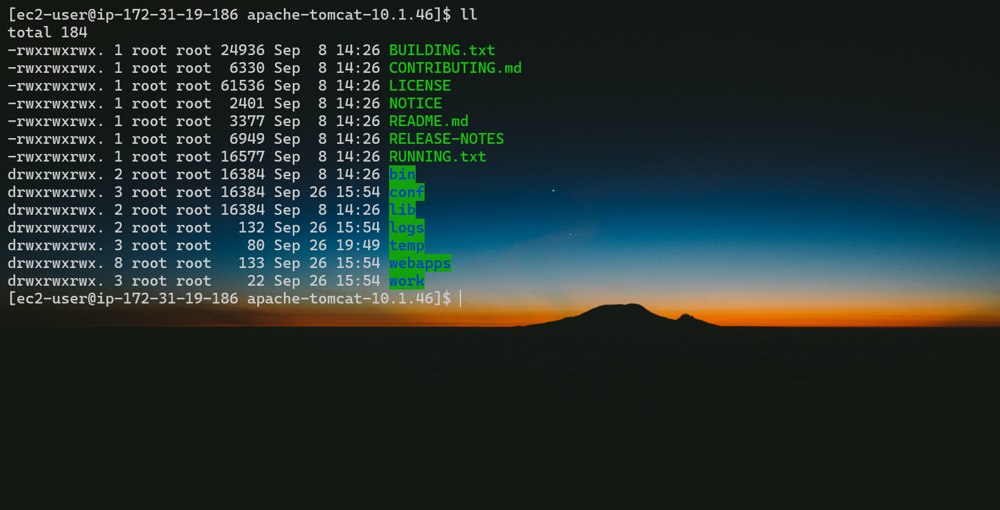 [ec2-user@ip-172-31-19-186 apache-tomcat-10.1.46]$ ll
total 184
-rwxrwxrwx. 1 root root 24936 Sep  8 14:26 BUILDING.txt
-rwxrwxrwx. 1 root root  6330 Sep  8 14:26 CONTRIBUTING.md
-rwxrwxrwx. 1 root root 61536 Sep  8 14:26 LICENSE
-rwxrwxrwx. 1 root root  2401 Sep  8 14:26 NOTICE
-rwxrwxrwx. 1 root root  3377 Sep  8 14:26 README.md
-rwxrwxrwx. 1 root root  6949 Sep  8 14:26 RELEASE-NOTES
-rwxrwxrwx. 1 root root 16577 Sep  8 14:26 RUNNING.txt
drwxrwxrwx. 2 root root 16384 Sep  8 14:26 bin
drwxrwxrwx. 3 root root 16384 Sep 26 15:54 conf
drwxrwxrwx. 2 root root 16384 Sep  8 14:26 lib
drwxrwxrwx. 2 root root   132 Sep 26 15:54 logs
drwxrwxrwx. 3 root root    80 Sep 26 19:49 temp
drwxrwxrwx. 8 root root   133 Sep 26 15:54 webapps
drwxrwxrwx. 3 root root    22 Sep 26 15:54 work
[ec2-user@ip-172-31-19-186 apache-tomcat-10.1.46]$